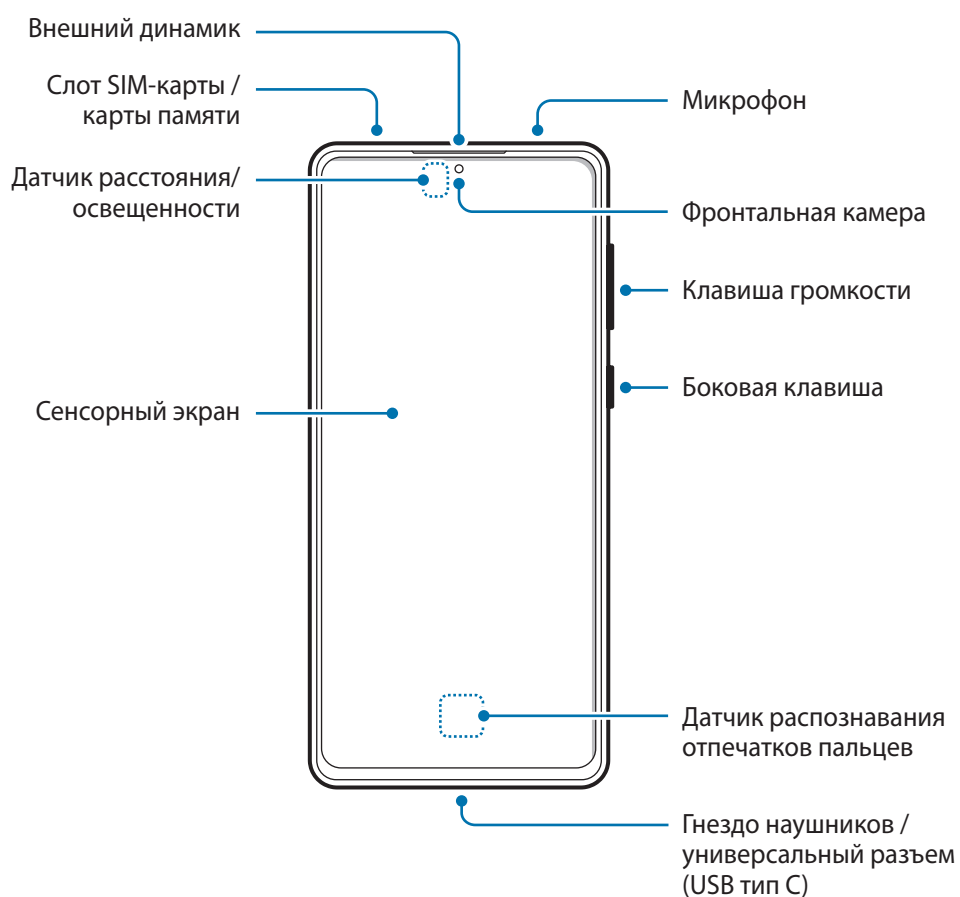 Внешний динамик
Слот SIM-карты /
карты памяти
Датчик расстояния/
освещенности
Сенсорный экран
Микрофон
Фронтальная камера
Клавиша громкости
Боковая клавиша
Датчик распознавания
отпечатков пальцев
Гнездо наушников /
универсальный разъем
(USB тип C)